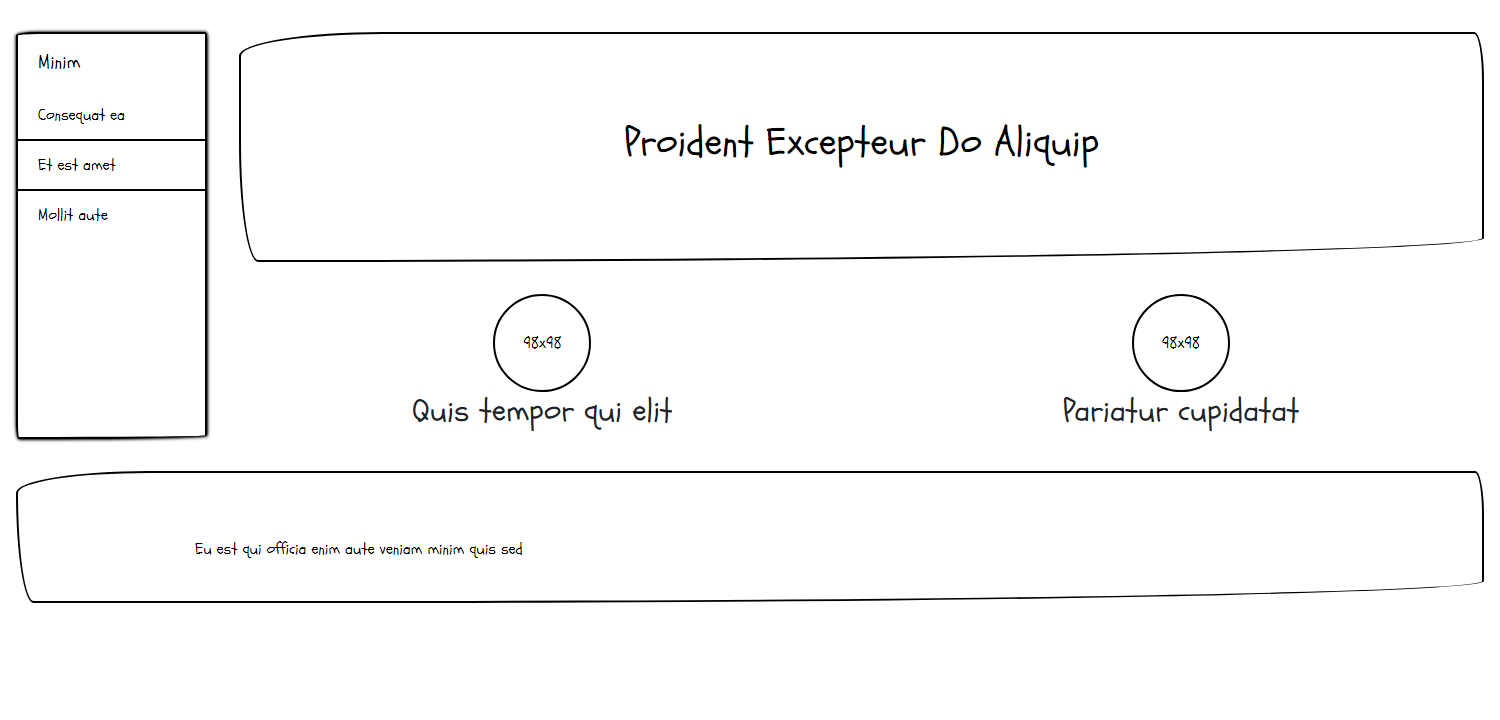 Minim
Consequat ea
Et est amet
Mollit aute
Proident Excepteur Do Aliquip
98x98
Quis tempor qui elit
98x98
Pariatur cupidatat
Eu est qui officia enim aute veniam minim quis sed